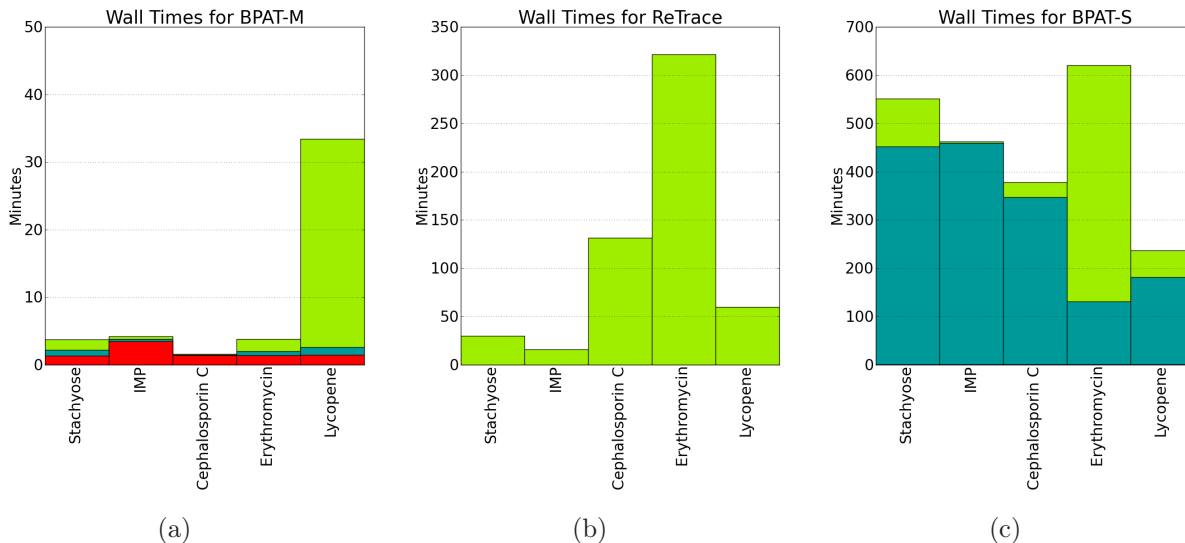 Wall Times for BPAT-M
50
40
30
20
10
0
Minutes
Stachyose
IMP
Cephalosporin C
Erythromycin
Lycopene
(a)
Wall Times for ReTrace
350
300
250
200
150
100
50
0
Minutes
Stachyose
IMP
Cephalosporin C
Erythromycin
Lycopene
(b)
Wall Times for BPAT-S
700
600
500
400
300
200
100
0
Minutes
Stachyose
IMP
Cephalosporin C
Erythromycin
Lycopene
(c)